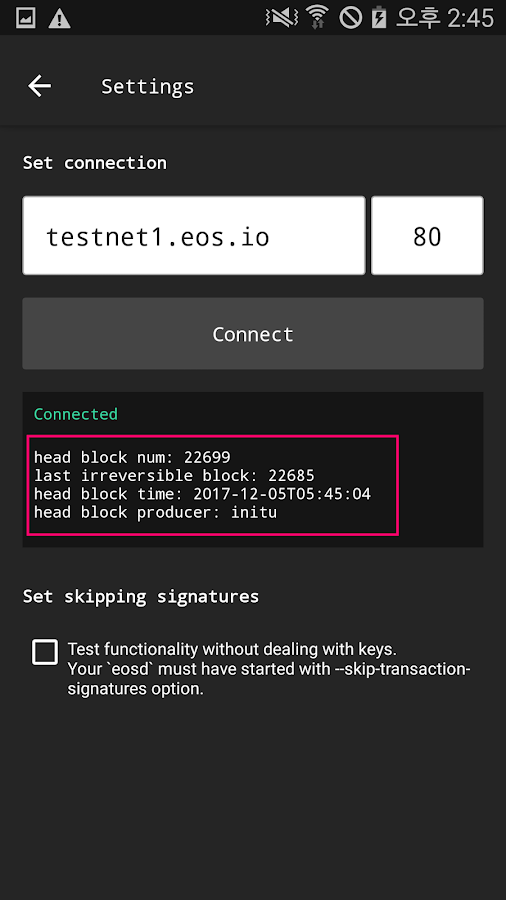 오후 2:45
Settings
Set connection
testnet1.eos.io 80
Connect
Connected
head block num: 22699
last irreversible block: 22685
head block time: 2017-12-05T05:45:04
head block producer: initu
Set skipping signatures
Test functionality without dealing with keys.
Your `eosd` must have started with --skip-transaction-
signatures option.